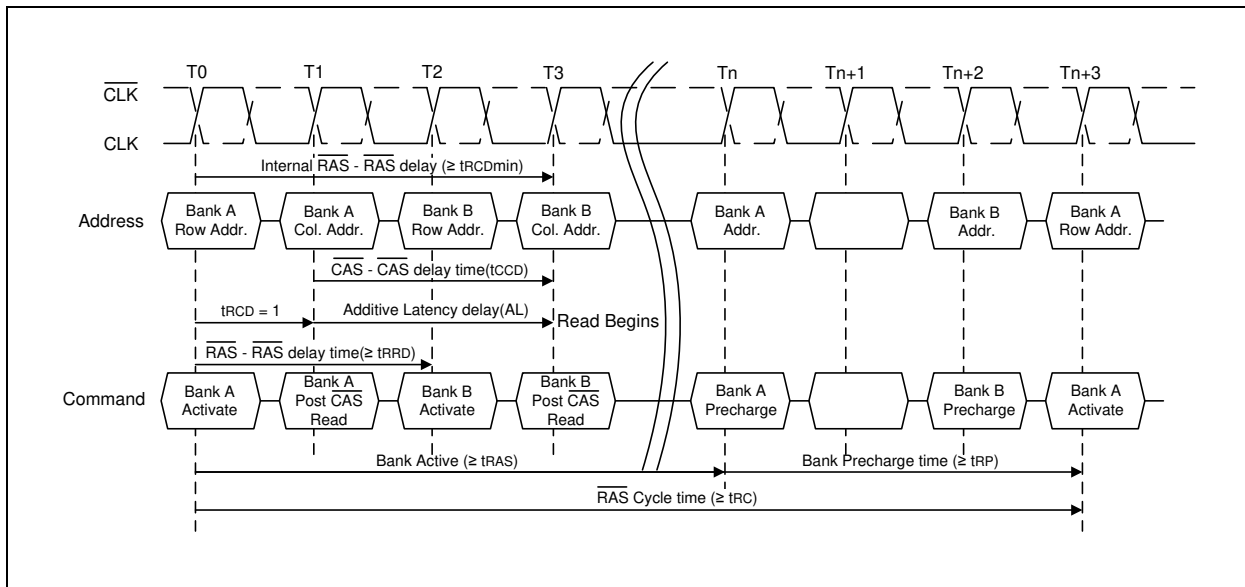 T0 T1 T2 T3 Tn Tn+1 Tn+2 Tn+3
CLK
CLK
Internal RAS - RAS delay (≥ tRCDmin)
Address
Bank A Row Addr.
Bank A Col. Addr.
Bank B Row Addr.
Bank B Col. Addr.
Bank A Addr.
Bank B Addr.
Bank A Row Addr.
CAS - CAS delay time(tCCD)
tRCD = 1
Additive Latency delay(AL)
Read Begins
RAS - RAS delay time(≥ tRRD)
Command
Bank A Activate
Bank A Post CAS Read
Bank B Activate
Bank B Post CAS Read
Bank A Precharge
Bank B Precharge
Bank A Activate
Bank Active (≥ tRAS)
Bank Precharge time (≥ tRP)
RAS Cycle time (≥ tRC)